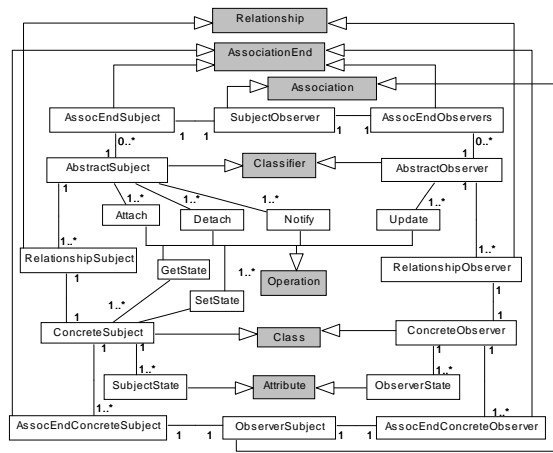 Relationship
AssociationEnd
Association
AssocEndSubject
SubjectObserver
AssocEndObservers
1 1 1 1
0..* 0..*
1 1
AbstractSubject
Classifier
AbstractObserver
1 1
1..* 1..* 1..* 1..*
Attach
Detach
Notify
Update
1..* 1..*
RelationshipSubject
GetState
1..*
RelationshipObserver
Operation
1 1..* 1
SetState
1 1
ConcreteSubject
Class
ConcreteObserver
1 1 1 1
1..* 1..*
SubjectState
Attribute
ObserverState
1..* 1..*
AssocEndConcreteSubject
ObserverSubject
AssocEndConcreteObserver
1 1 1 1